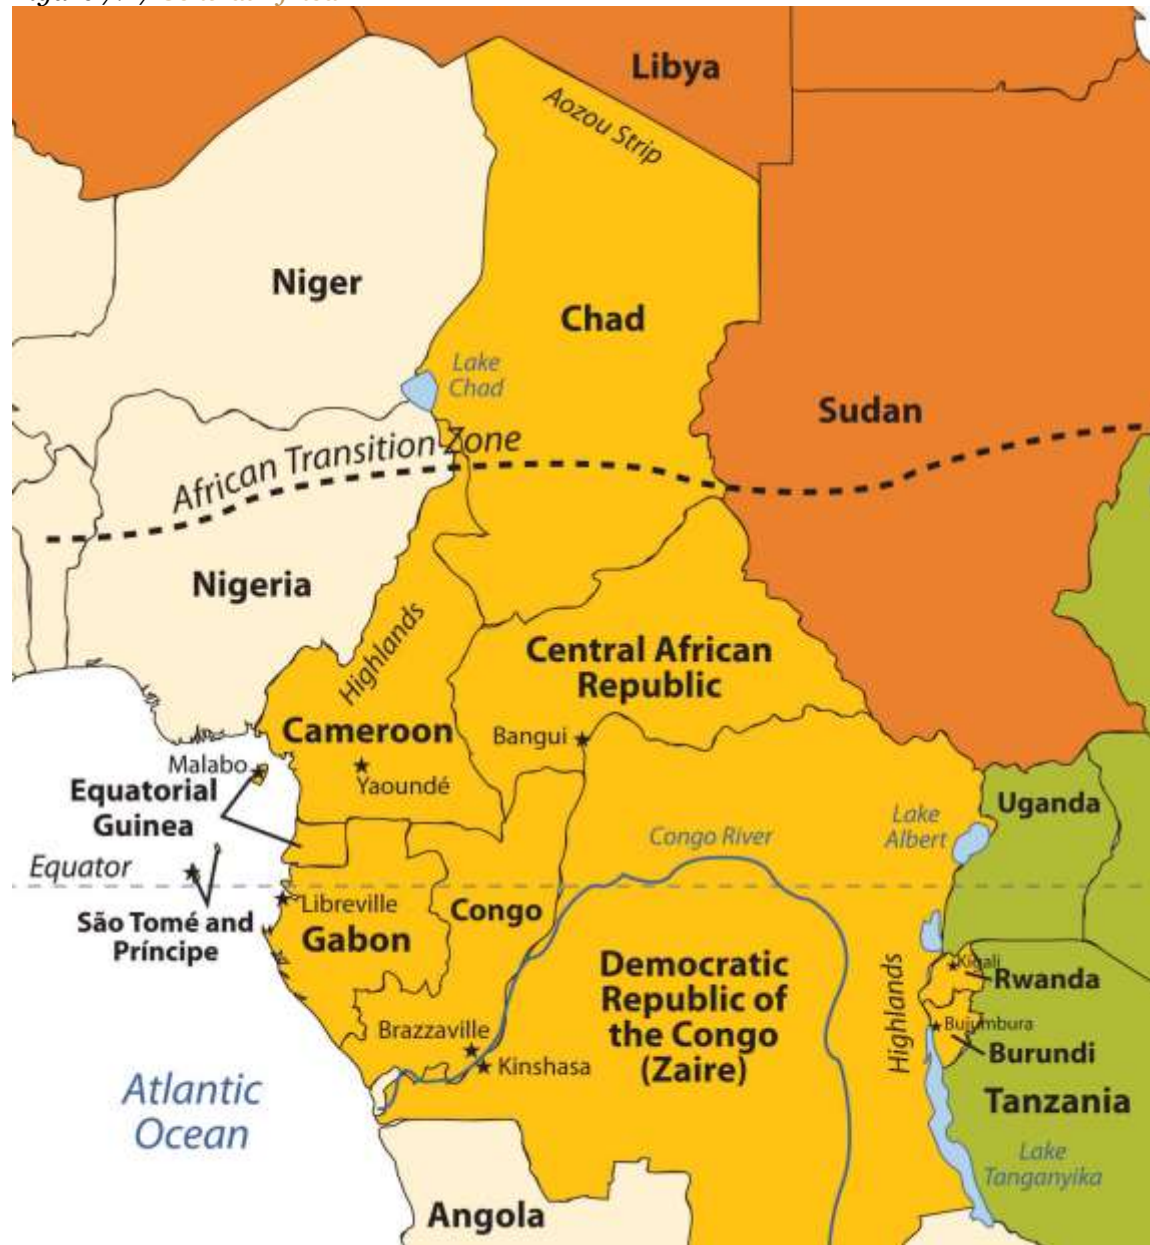 Libya
Aozou Strip
Niger
Chad
Lake
Chad
Sudan
African Transition Zone
Nigeria
Highlands
Central African
Republic
Cameroon
Bangui
Malabo
Yaoundé
Equatorial
Guinea
Uganda
Lake
Albert
Congo River
Equator
Libreville
Congo
São Tomé and
Príncipe
Gabon
Democratic
Republic of
the Congo
(Zaire)
Highlands
Kigali
Rwanda
Bujumbura
Burundi
Brazzaville
Kinshasa
Atlantic
Ocean
Tanzania
Lake
Tanganyika
Angola